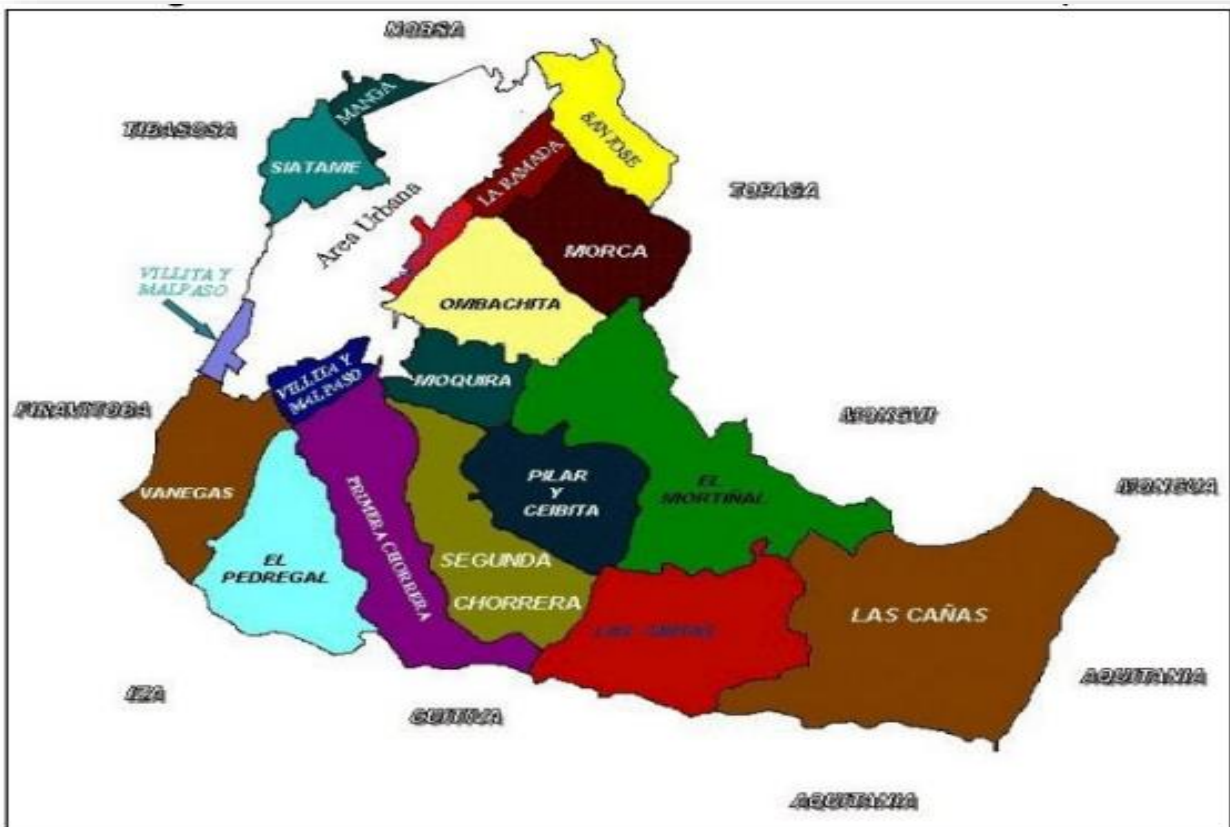 NOBSA
MANGA
TIBASOSA
SIATAME
SAN JOSE
LA RAMADA
TOPAGA
Area Urbana
MORCA
VILLITA Y
MALPASO
OMBACHITA
VILLITA Y
MALPASO
MOQUIRA
FIRAVITOBA
MONGUI
VANEGAS
PRIMERA CHORRERA
PILAR
Y
CEIBITA
EL
MORTIÑAL
MONGUA
EL
PEDREGAL
SEGUNDA
CHORRERA
LAS
LAS CAÑAS
AQUITANIA
IZA
CUITIVA
AQUITANIA